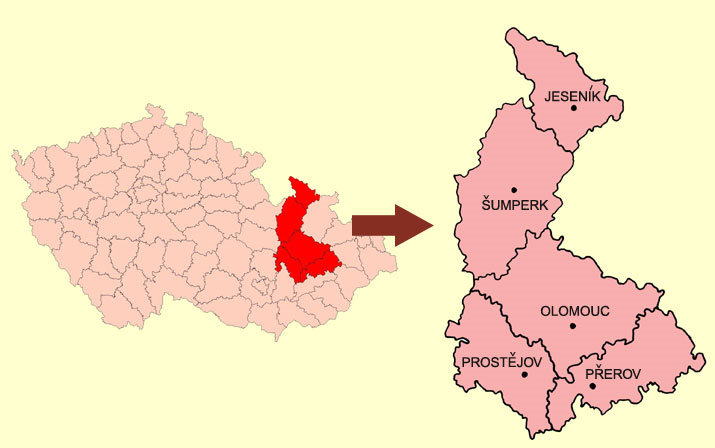 JESENÍK
ŠUMPERK
OLOMOUC
PROSTĚJOV
PŘEROV